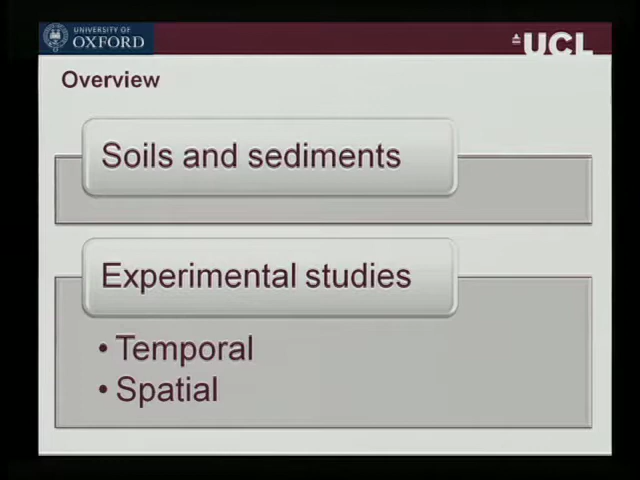 UNIVERSITY OF
OXFORD
UCL
Overview
Soils and sediments
Experimental studies
• Temporal
• Spatial